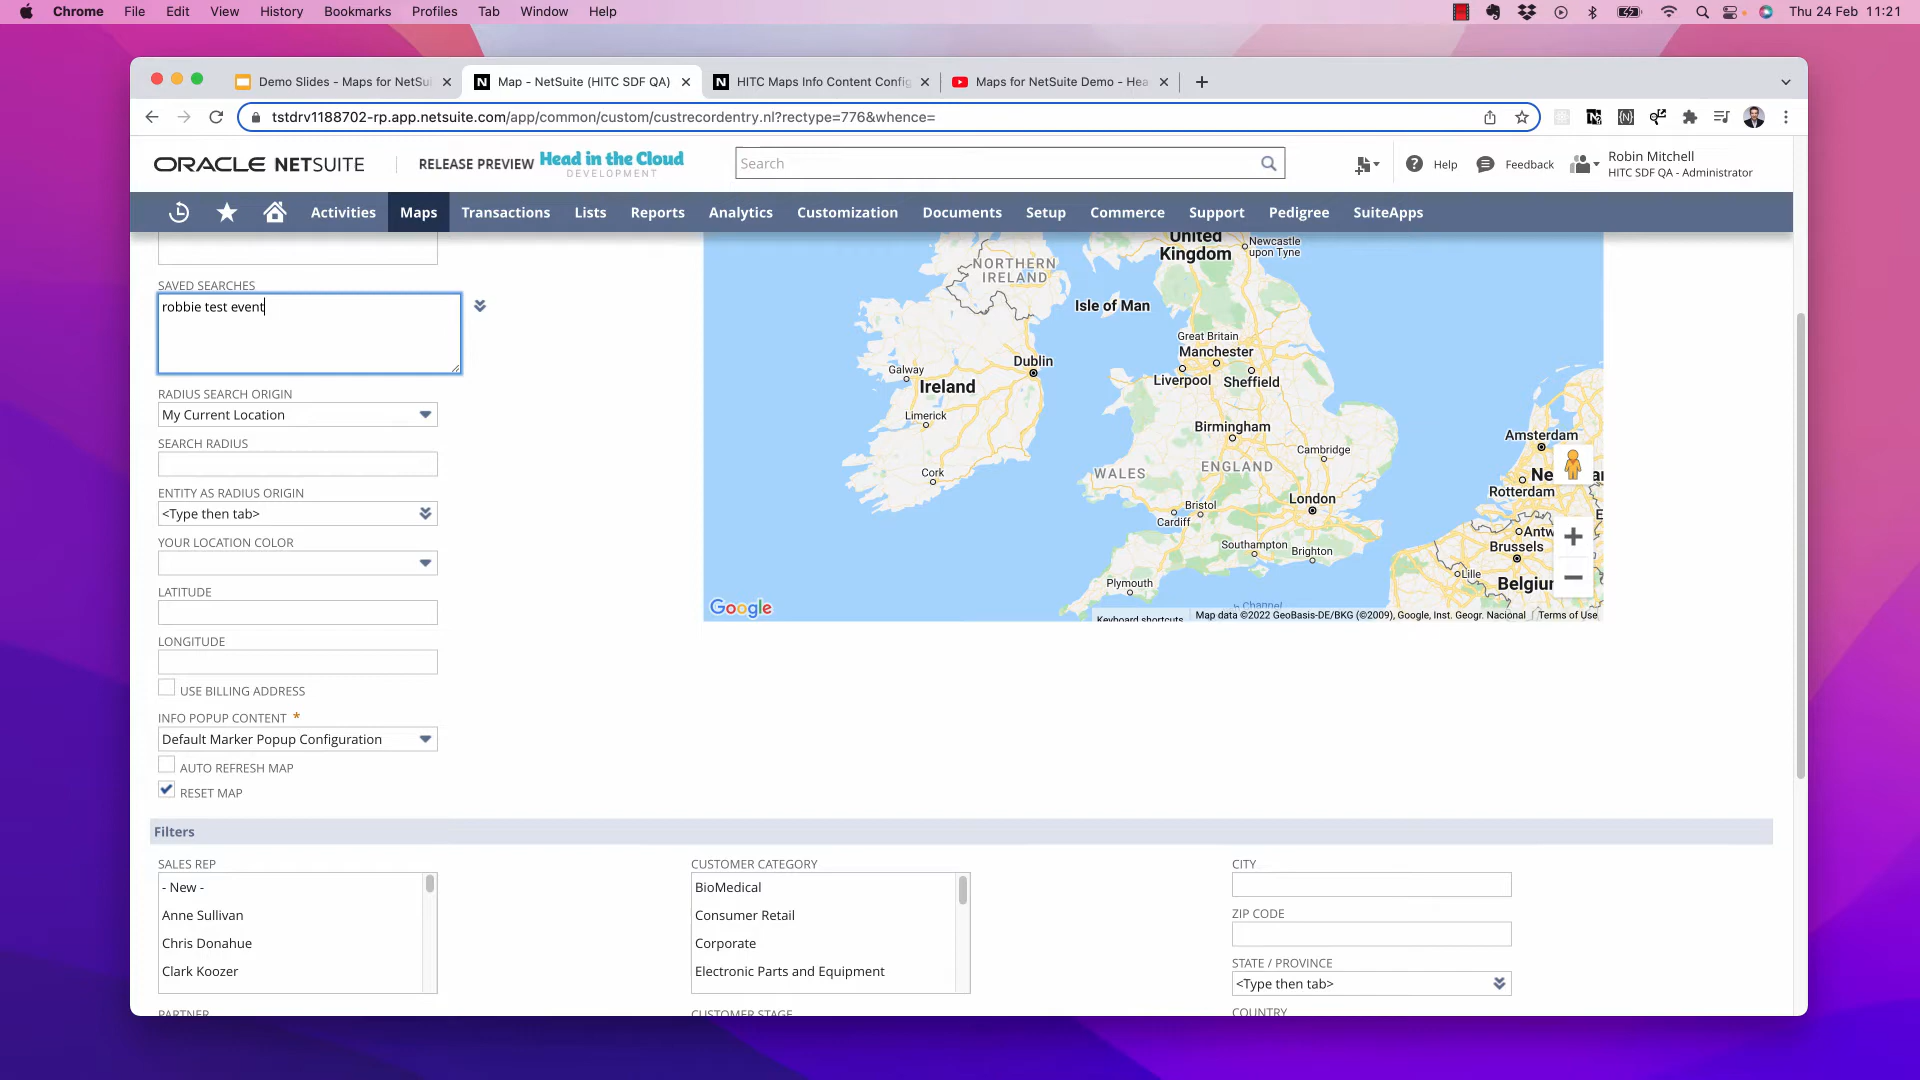 Chrome File Edit View History Bookmarks Profiles Tab Window Help Thu 24 Feb 11:21
Demo Slides - Maps for NetSui
Map - NetSuite (HITC SDF QA)
HITC Maps Info Content Config
Maps for NetSuite Demo - Hea
tstdrv1188702-rp.app.netsuite.com/app/common/custom/custrecordentry.nl?rectype=776&whence=
ORACLE NETSUITE
RELEASE PREVIEW
Head in the Cloud
DEVELOPMENT
Search
Help
Feedback
Robin Mitchell
HITC SDF QA - Administrator
Activities Maps Transactions Lists Reports Analytics Customization Documents Setup Commerce Support Pedigree SuiteApps
SAVED SEARCHES
robbie test event
RADIUS SEARCH ORIGIN
My Current Location
SEARCH RADIUS
ENTITY AS RADIUS ORIGIN
<Type then tab>
YOUR LOCATION COLOR
LATITUDE
LONGITUDE
USE BILLING ADDRESS
INFO POPUP CONTENT *
Default Marker Popup Configuration
AUTO REFRESH MAP
RESET MAP
United
Kingdom
Newcastle
upon Tyne
NORTHERN
IRELAND
Isle of Man
Great Britain
Manchester
Dublin
Liverpool
Sheffield
Galway
Ireland
Limerick
Birmingham
Cambridge
Amsterdam
WALES
ENGLAND
Cork
Rotterdam
London
Bristol
Cardiff
Southampton
Brighton
Brussels
Lille
Plymouth
Google
Keyboard shortcuts
Map data ©2022 GeoBasis-DE/BKG (©2009), Google, Inst. Geogr. Nacional
Terms of Use
Filters
SALES REP
- New -
Anne Sullivan
Chris Donahue
Clark Koozer
PARTNER
CUSTOMER CATEGORY
BioMedical
Consumer Retail
Corporate
Electronic Parts and Equipment
CUSTOMER STAGE
CITY
ZIP CODE
STATE / PROVINCE
<Type then tab>
COUNTRY